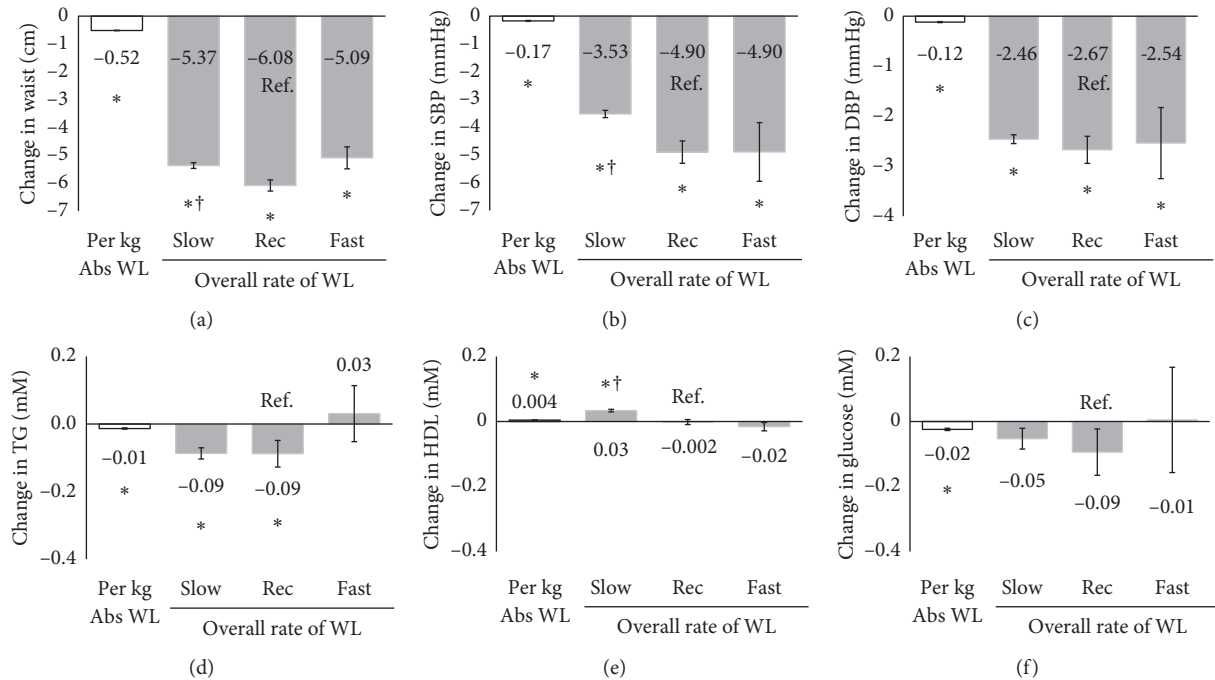 0
−1
−2
−3
−4
−5
−6
−7
Change in waist (cm)
−0.52
−5.37
−6.08
−5.09
Ref.
*
*†
*
*
Per kg
Abs WL
Slow
Rec
Fast
Overall rate of WL
(a)
0
−1
−2
−3
−4
−5
−6
−7
Change in SBP (mmHg)
−0.17
-3.53
−4.90
−4.90
Ref.
*
*†
*
*
Per kg
Abs WL
Slow
Rec
Fast
Overall rate of WL
(b)
0
−1
−2
−3
−4
Change in DBP (mmHg)
−0.12
-2.46
-2.67
-2.54
Ref.
*
*
*
*
Per kg
Abs WL
Slow
Rec
Fast
Overall rate of WL
(c)
0.2
0.0
−0.2
−0.4
Change in TG (mM)
0.03
Ref.
−0.01
−0.09
−0.09
*
*
*
Per kg
Abs WL
Slow
Rec
Fast
Overall rate of WL
(d)
0.2
0
−0.2
−0.4
Change in HDL (mM)
*
*†
0.004
Ref.
0.03
−0.002
−0.02
Per kg
Abs WL
Slow
Rec
Fast
Overall rate of WL
(e)
0.2
0
−0.2
−0.4
Change in glucose (mM)
Ref.
−0.02
−0.05
−0.09
−0.01
*
Per kg
Abs WL
Slow
Rec
Fast
Overall rate of WL
(f)